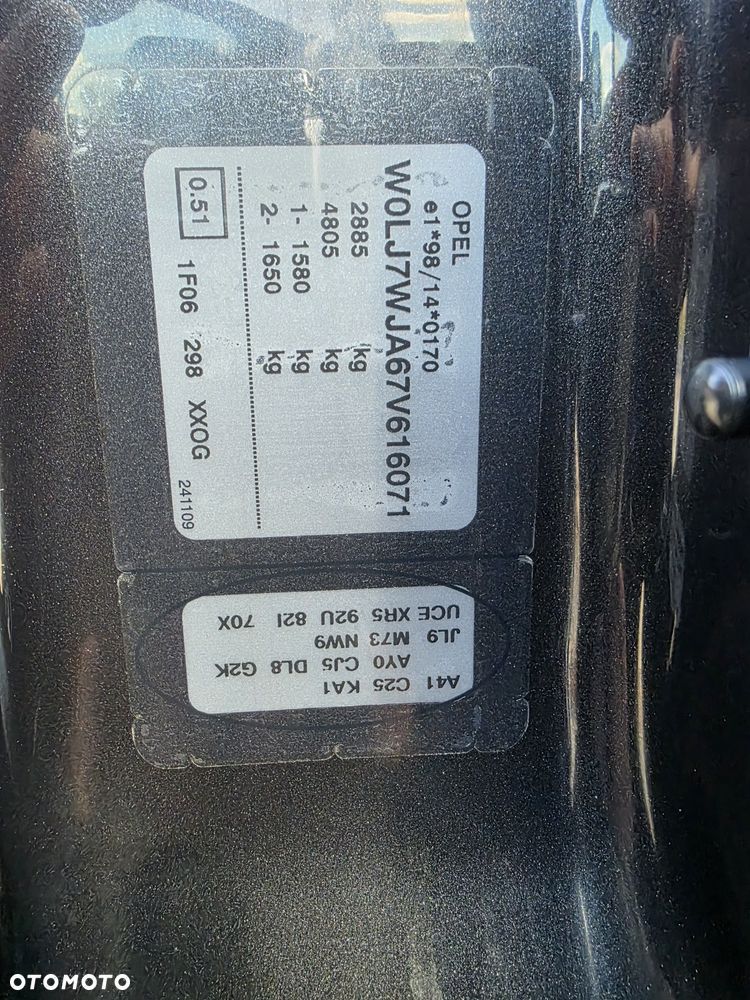 OPEL
e1*98/14*0170
W0LJ7WJA67V616071
2885 kg
4805 kg
1- 1580 kg
2- 1650 kg
0.51 1F06 298 XXOG
241109
A41 C25 KA1
AY0 CJ5 DL8 G2K
JL9 M73 NW9
UCE XR5 92U 82I 70X
OTOMOTO